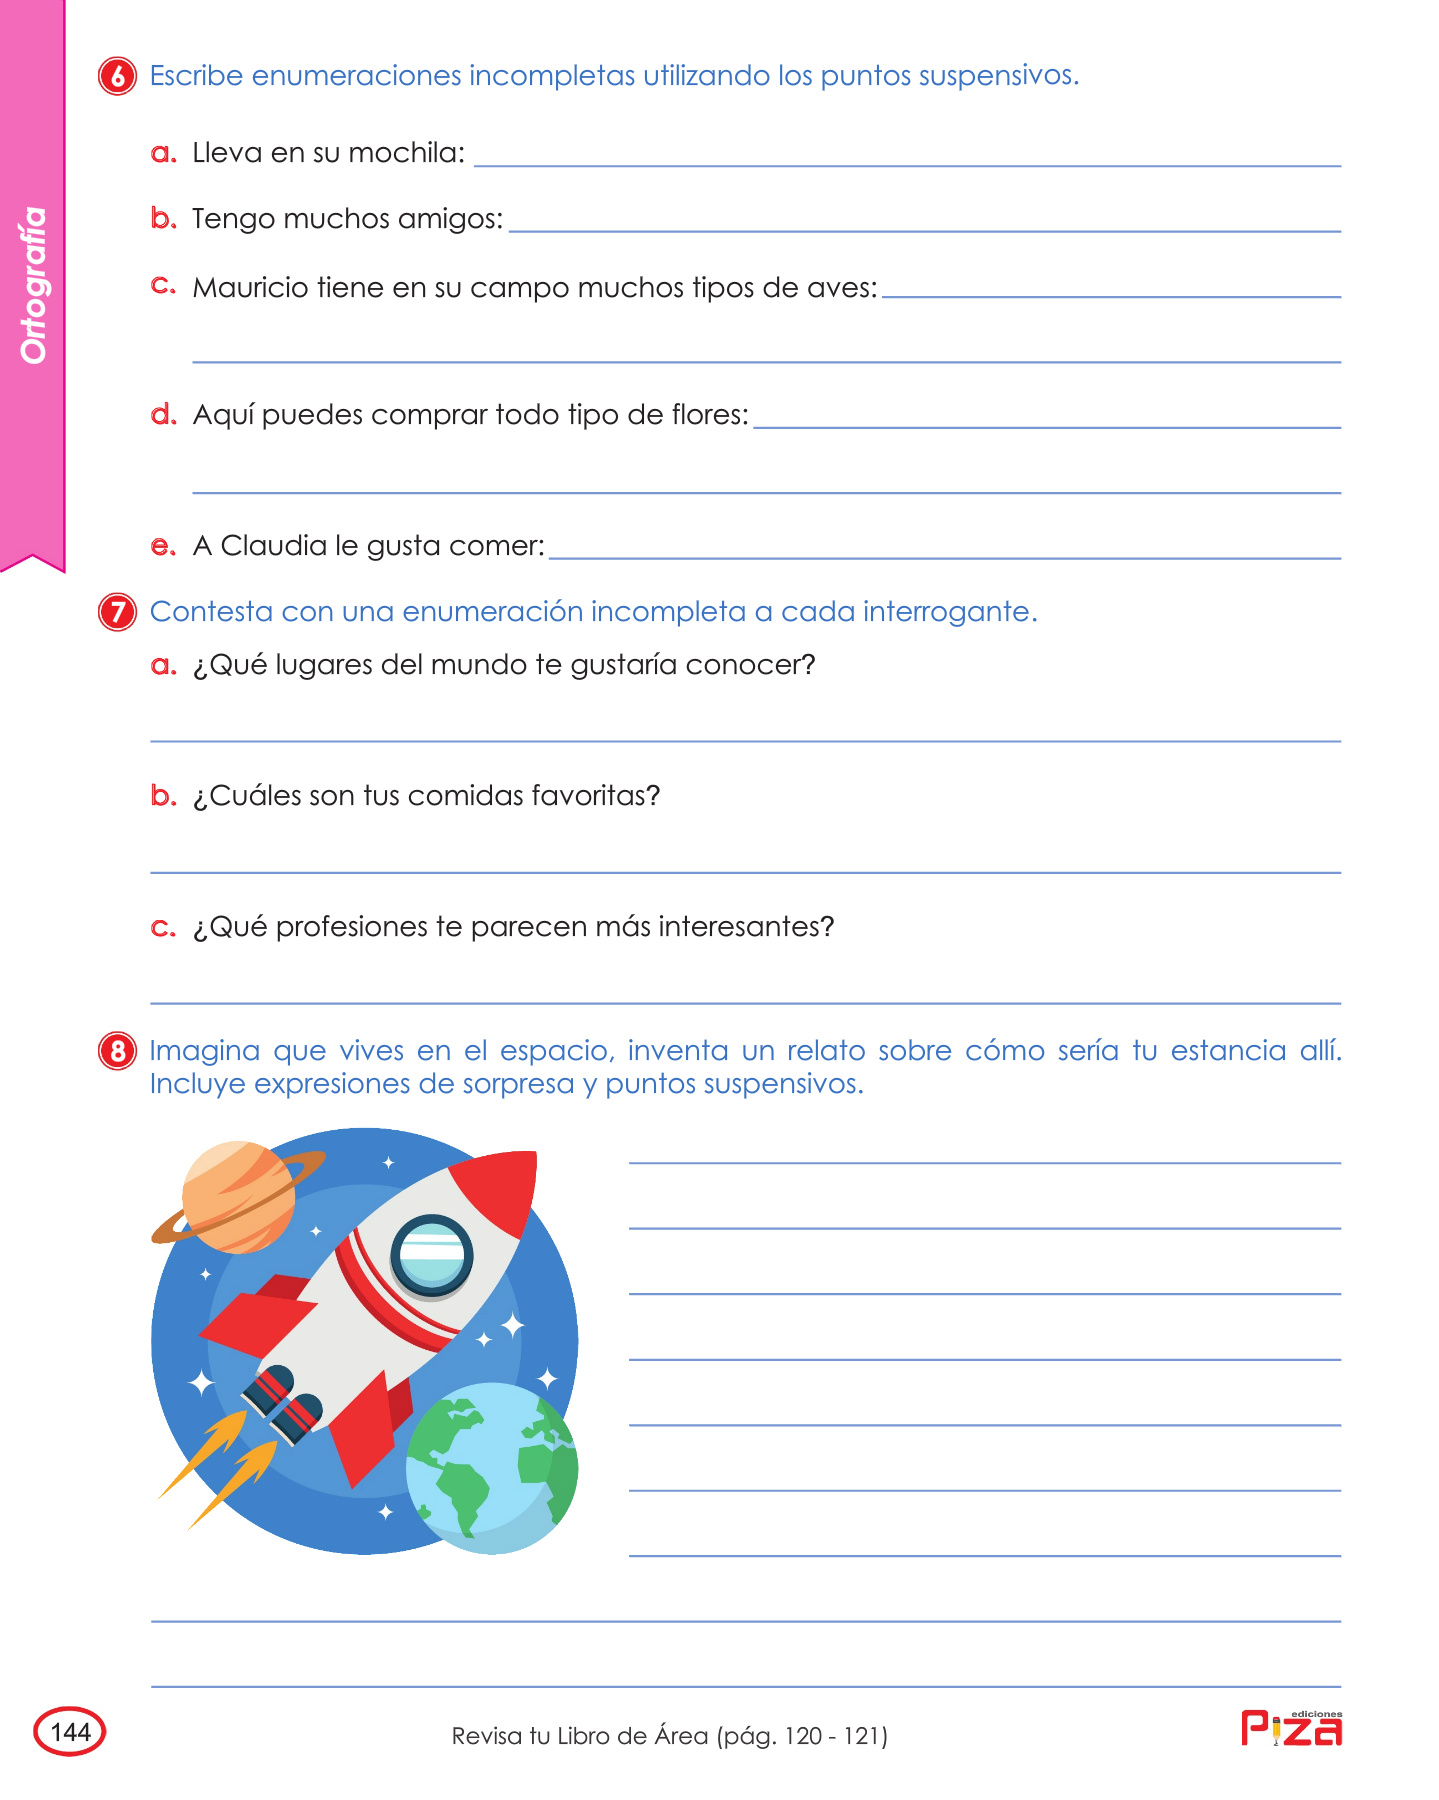 Ortografía
6 Escribe enumeraciones incompletas utilizando los puntos suspensivos.
a. Lleva en su mochila:
b. Tengo muchos amigos:
c. Mauricio tiene en su campo muchos tipos de aves:
d. Aquí puedes comprar todo tipo de flores:
e. A Claudia le gusta comer:
7 Contesta con una enumeración incompleta a cada interrogante.
a. ¿Qué lugares del mundo te gustaría conocer?
b. ¿Cuáles son tus comidas favoritas?
c. ¿Qué profesiones te parecen más interesantes?
8 Imagina que vives en el espacio, inventa un relato sobre cómo sería tu estancia allí.
Incluye expresiones de sorpresa y puntos suspensivos.
144
Revisa tu Libro de Área (pág. 120 - 121)
ediciones
Piza